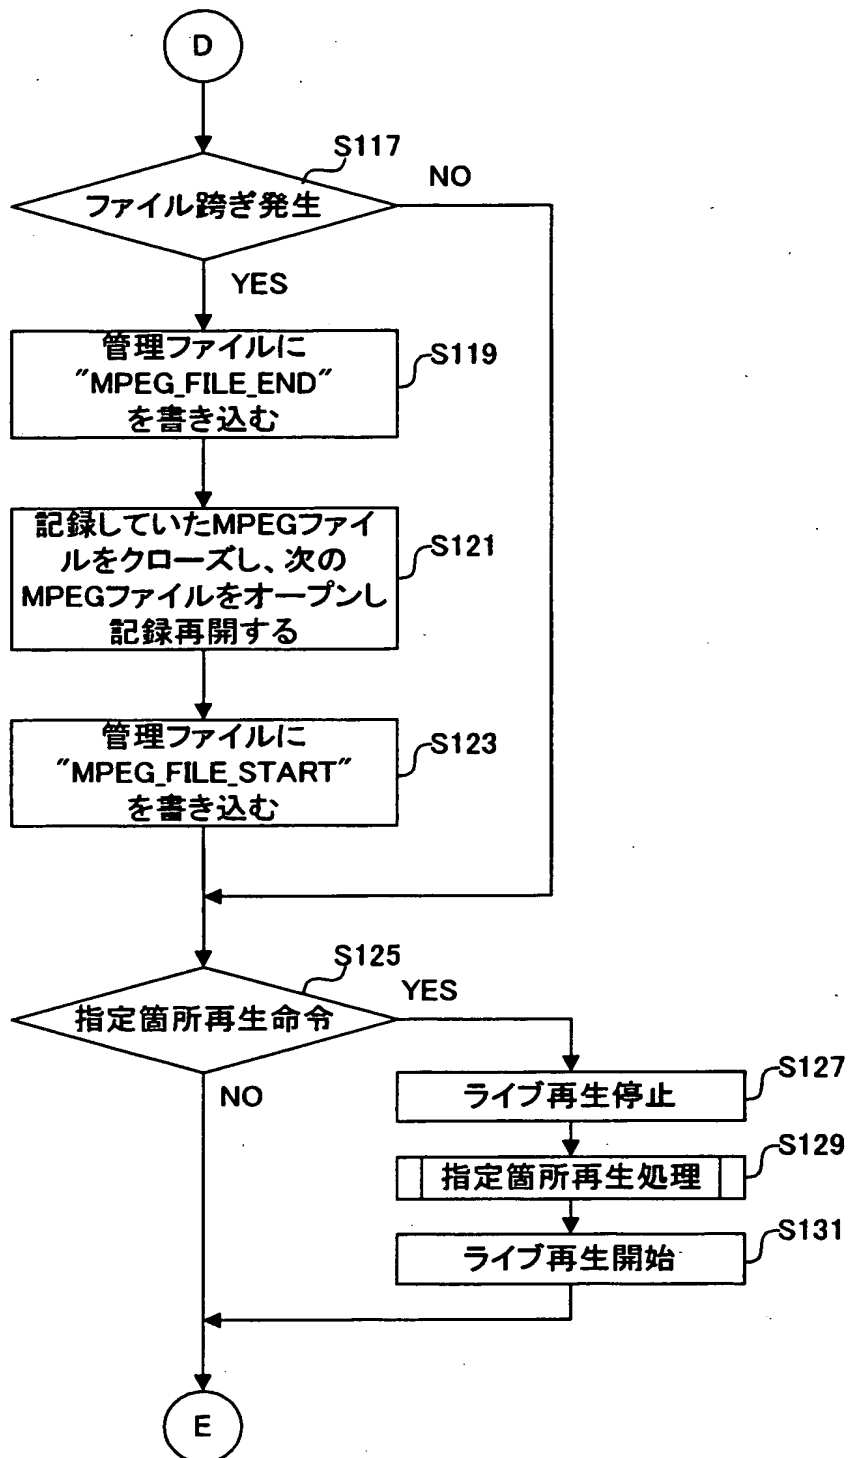 D
S117
ファイル跨ぎ発生
NO
YES
管理ファイルに
"MPEG_FILE_END"
を書き込む
S119
記録していたMPEGファイ
ルをクローズし、次の
MPEGファイルをオープンし
記録再開する
S121
管理ファイルに
"MPEG_FILE_START"
を書き込む
S123
S125
指定箇所再生命令
YES
NO
ライブ再生停止
S127
指定箇所再生処理
S129
ライブ再生開始
S131
E